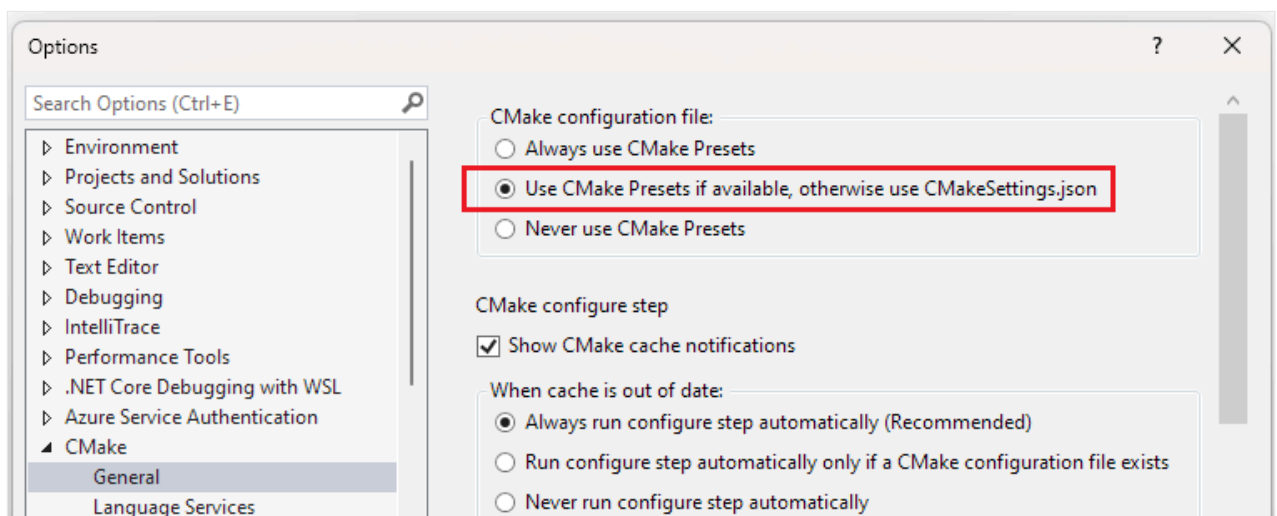 Options
?
Search Options (Ctrl+E)
Environment
Projects and Solutions
Source Control
Work Items
Text Editor
Debugging
IntelliTrace
Performance Tools
.NET Core Debugging with WSL
Azure Service Authentication
CMake
General
Language Services
CMake configuration file:
Always use CMake Presets
Use CMake Presets if available, otherwise use CMakeSettings.json
Never use CMake Presets
CMake configure step
Show CMake cache notifications
When cache is out of date:
Always run configure step automatically (Recommended)
Run configure step automatically only if a CMake configuration file exists
Never run configure step automatically